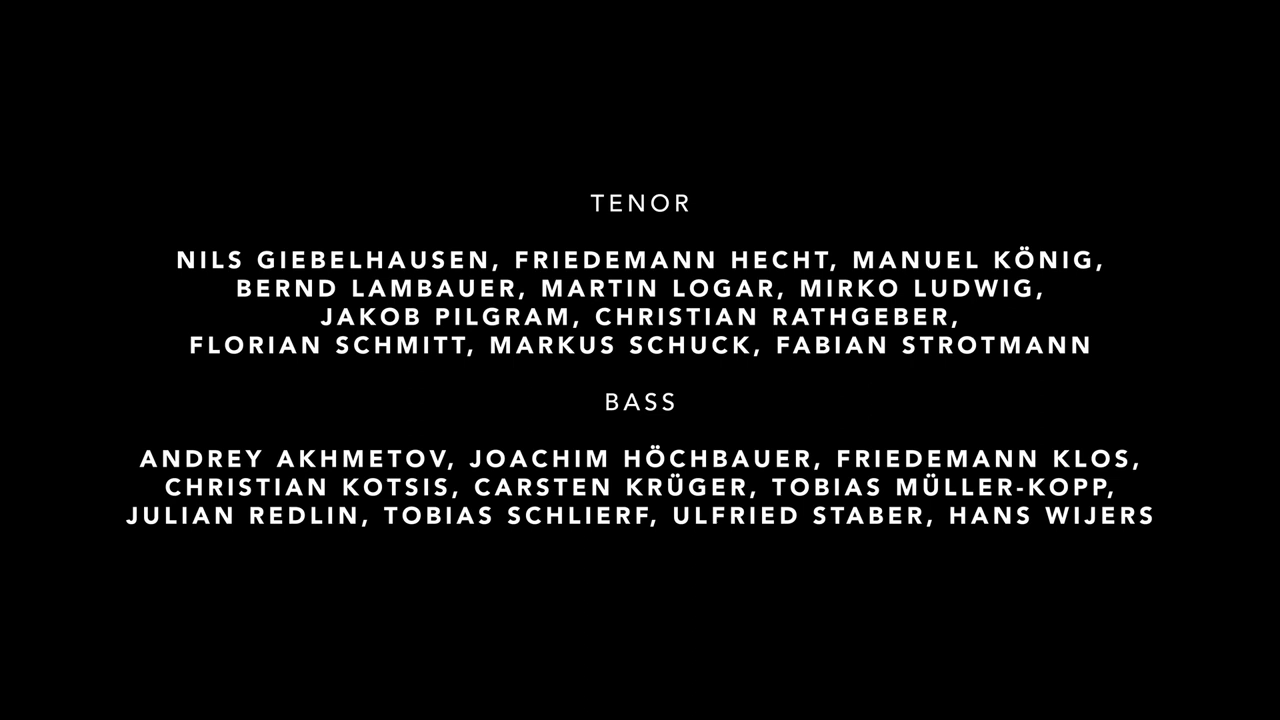 TENOR
NILS GIEBELHAUSEN, FRIEDEMANN HECHT, MANUEL KÖNIG,
BERND LAMBAUER, MARTIN LOGAR, MIRKO LUDWIG,
JAKOB PILGRAM, CHRISTIAN RATHGEBER,
FLORIAN SCHMITT, MARKUS SCHUCK, FABIAN STROTMANN
BASS
ANDREY AKHMETOV, JOACHIM HÖCHBAUER, FRIEDEMANN KLOS,
CHRISTIAN KOTSIS, CARSTEN KRÜGER, TOBIAS MÜLLER-KOPP,
JULIAN REDLIN, TOBIAS SCHLIERF, ULFRIED STABER, HANS WIJERS